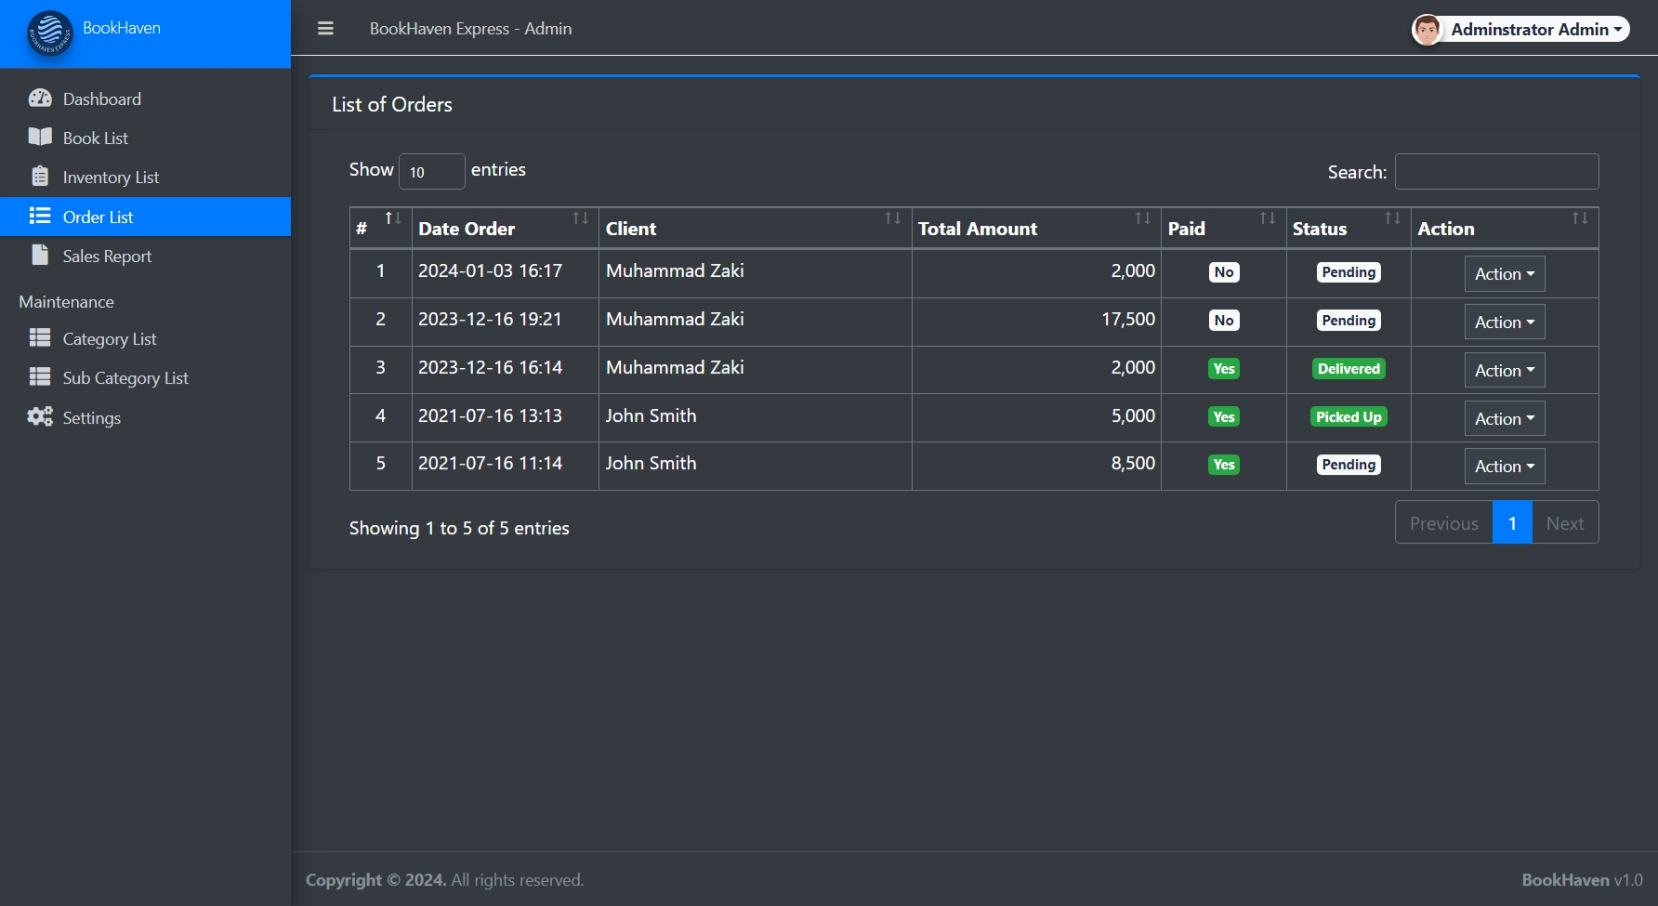 BOOKHAVEN EXPRESS
BookHaven
BookHaven Express - Admin
Adminstrator Admin
Dashboard
Book List
Inventory List
Order List
Sales Report
Maintenance
Category List
Sub Category List
Settings
List of Orders
Show 10 entries
Search:
# Date Order Client Total Amount Paid Status Action
1 2024-01-03 16:17 Muhammad Zaki 2,000 No Pending Action
2 2023-12-16 19:21 Muhammad Zaki 17,500 No Pending Action
3 2023-12-16 16:14 Muhammad Zaki 2,000 Yes Delivered Action
4 2021-07-16 13:13 John Smith 5,000 Yes Picked Up Action
5 2021-07-16 11:14 John Smith 8,500 Yes Pending Action
Showing 1 to 5 of 5 entries
Previous 1 Next
Copyright © 2024. All rights reserved.
BookHaven v1.0